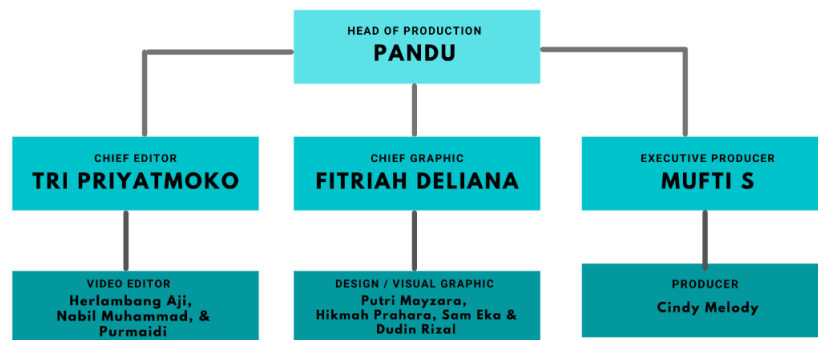 HEAD OF PRODUCTION
PANDU
CHIEF EDITOR
TRI PRIYATMOKO
CHIEF GRAPHIC
FITRIAH DELIANA
EXECUTIVE PRODUCER
MUFTI S
VIDEO EDITOR
Herlambang Aji,
Nabil Muhammad, &
Purmaidi
DESIGN / VISUAL GRAPHIC
Putri Mayzara,
Hikmah Prahara, Sam Eka &
Dudin Rizal
PRODUCER
Cindy Melody